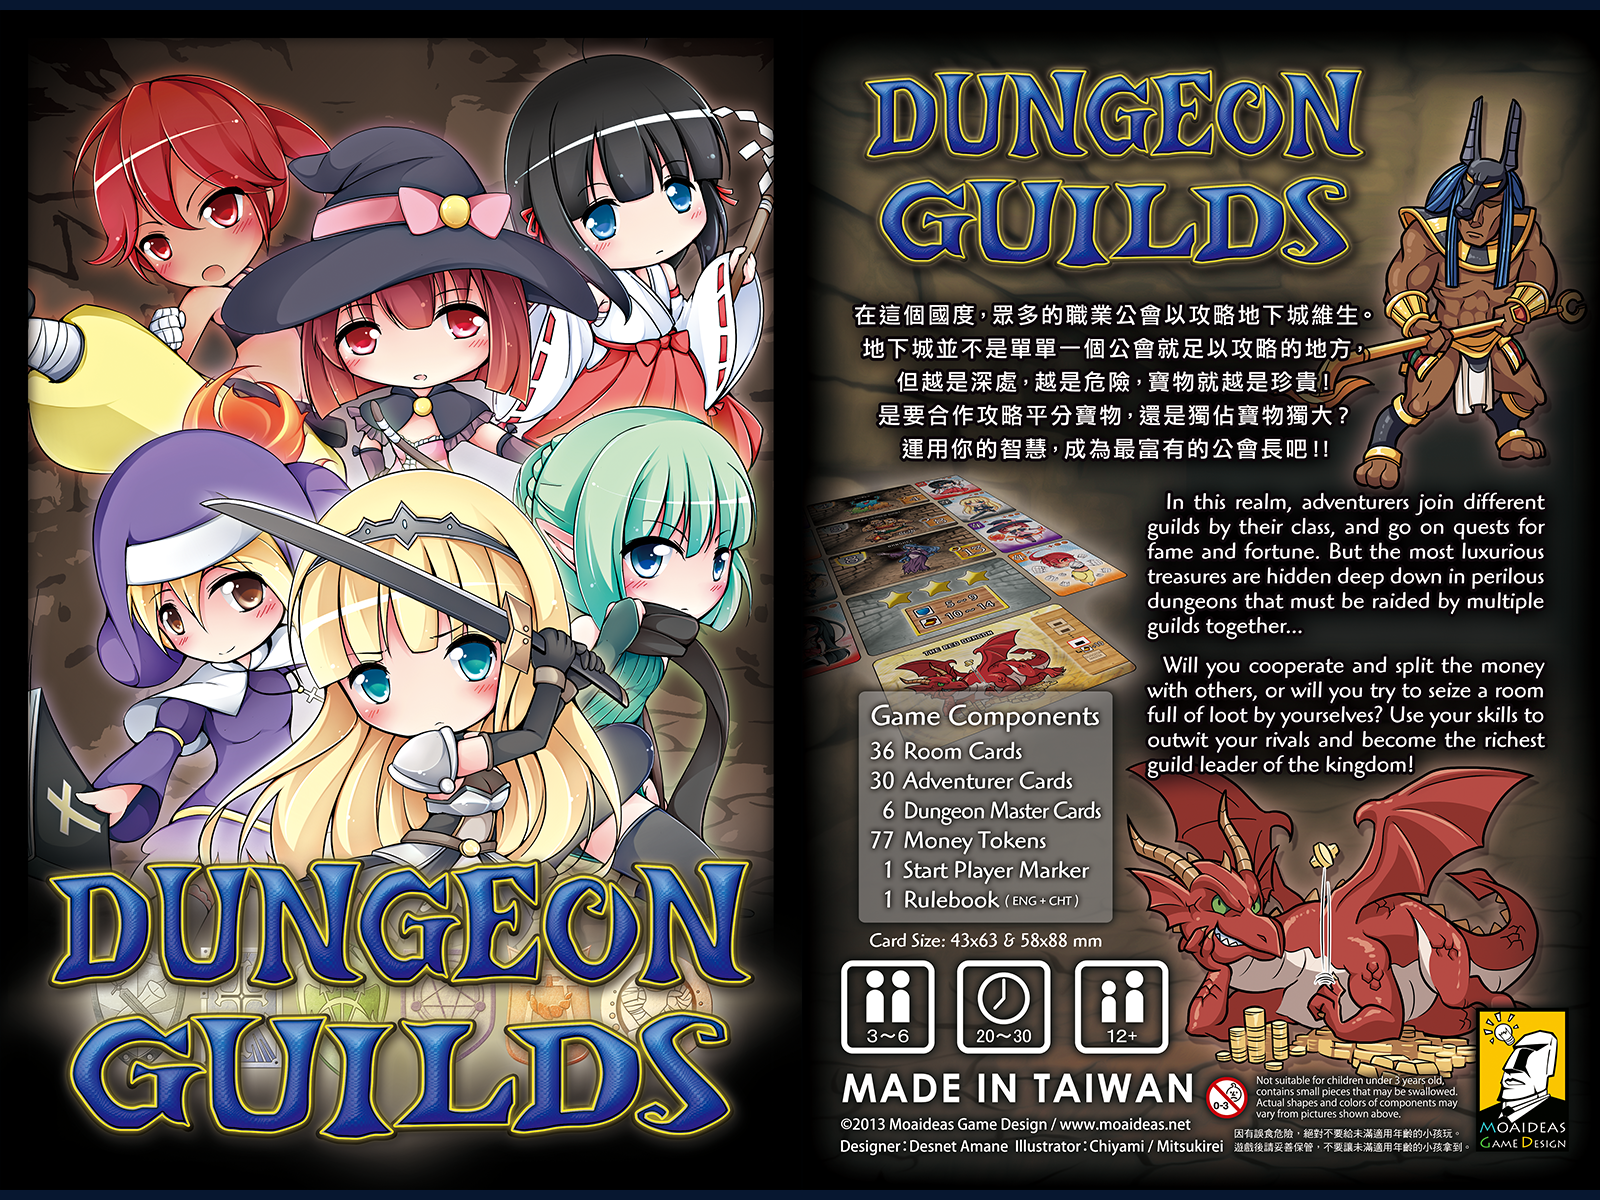 DUNGEON
GUILDS
DUNGEON
GUILDS
在這個國度，眾多的職業公會以攻略地下城維生。
地下城並不是單單一個公會就足以攻略的地方，
但越是深處，越是危險，寶物就越是珍貴！
是要合作攻略平分寶物，還是獨佔寶物獨大？
運用你的智慧，成為最富有的公會長吧！！
In this realm, adventurers join different
guilds by their class, and go on quests for
fame and fortune. But the most luxurious
treasures are hidden deep down in perilous
dungeons that must be raided by multiple
guilds together...
Will you cooperate and split the money
with others, or will you try to seize a room
full of loot by yourselves? Use your skills to
outwit your rivals and become the richest
guild leader of the kingdom!
5~9
10~14
THE RED DRAGON
Game Components
36 Room Cards
30 Adventurer Cards
6 Dungeon Master Cards
77 Money Tokens
1 Start Player Marker
1 Rulebook ( ENG + CHT )
Card Size: 43x63 & 58x88 mm
3～6
20～30
12+
MADE IN TAIWAN
0-3
Not suitable for children under 3 years old,
contains small pieces that may be swallowed.
Actual shapes and colors of components may
vary from pictures shown above.
©2013 Moaideas Game Design / www.moaideas.net
Designer：Desnet Amane Illustrator：Chiyami / Mitsukirei
因有誤食危險，絕對不要給未滿適用年齡的小孩玩。
遊戲後請妥善保管，不要讓未滿適用年齡的小孩拿到。
MOAIDEAS
GAME DESIGN